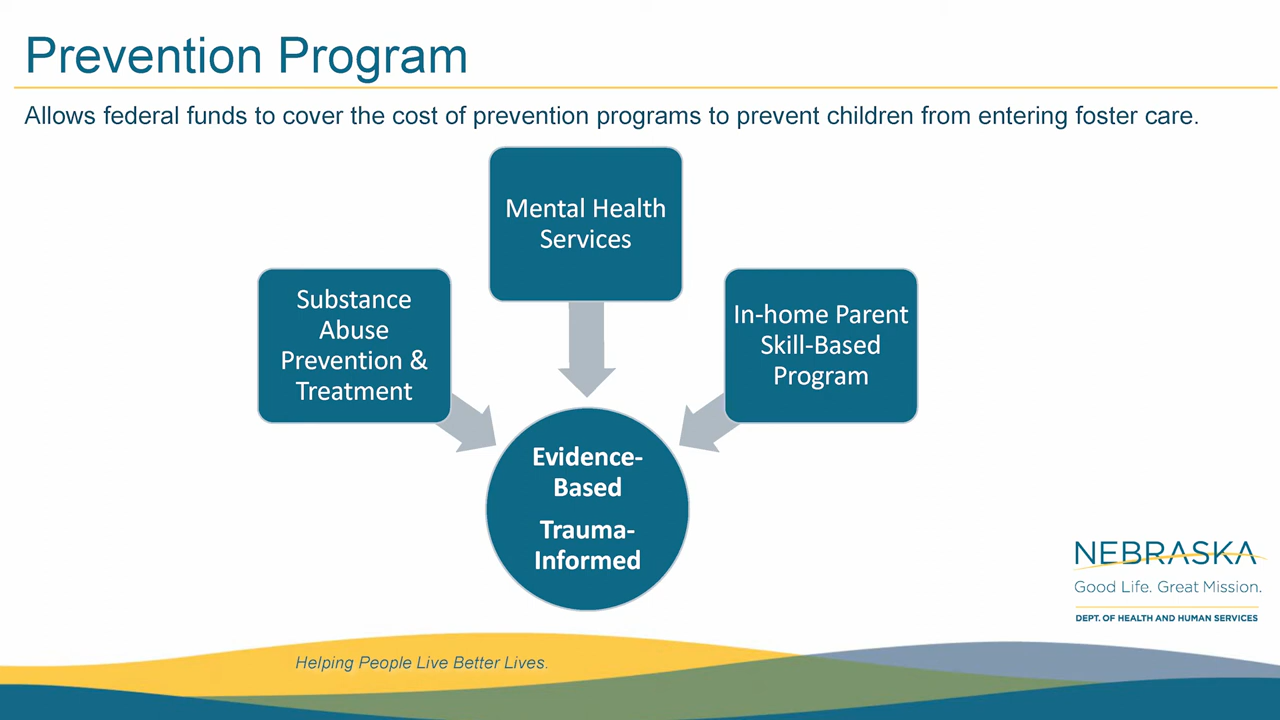 Prevention Program
Allows federal funds to cover the cost of prevention programs to prevent children from entering foster care.
Mental Health
Services
Substance
Abuse
Prevention &
Treatment
In-home Parent
Skill-Based
Program
Evidence-
Based
Trauma-
Informed
NEBRASKA
Good Life. Great Mission.
DEPT. OF HEALTH AND HUMAN SERVICES
Helping People Live Better Lives.